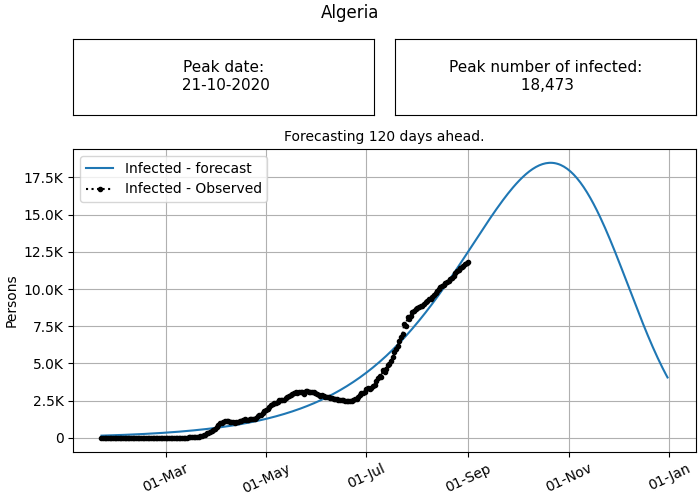 Algeria
Peak date:
21-10-2020
Peak number of infected:
18,473
Forecasting 120 days ahead.
Infected - forecast
Infected - Observed
17.5K
15.0K
12.5K
10.0K
7.5K
5.0K
2.5K
0
Persons
01-Mar
01-May
01-Jul
01-Sep
01-Nov
01-Jan